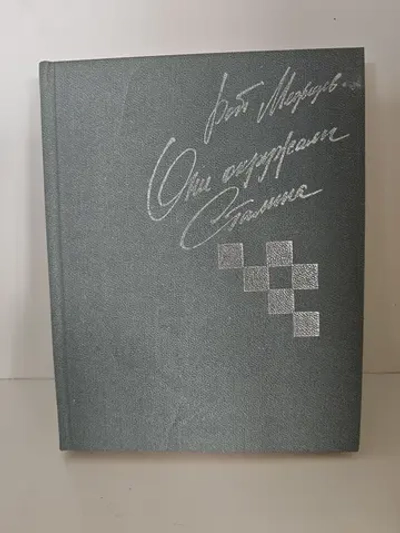 Рой Медведев
Они окружали
Сталина